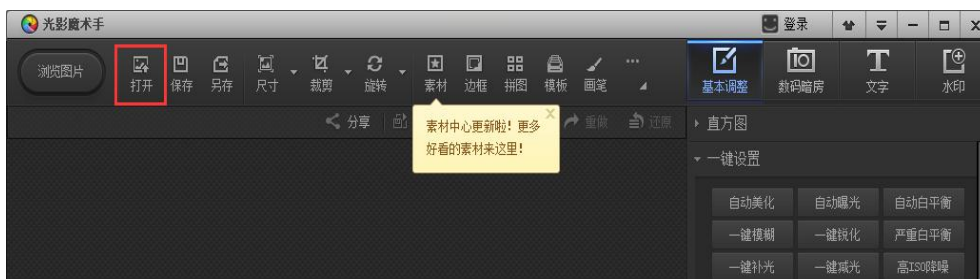 光影魔术手
登录
浏览图片
打开
保存
另存
尺寸
裁剪
旋转
素材
边框
拼图
模板
画笔
基本调整
数码暗房
文字
水印
分享
重做
还原
素材中心更新啦！更多
好看的素材来这里！
直方图
一键设置
自动美化 自动曝光 自动白平衡
一键模糊 一键锐化 严重白平衡
一键补光 一键减光 高ISO降噪